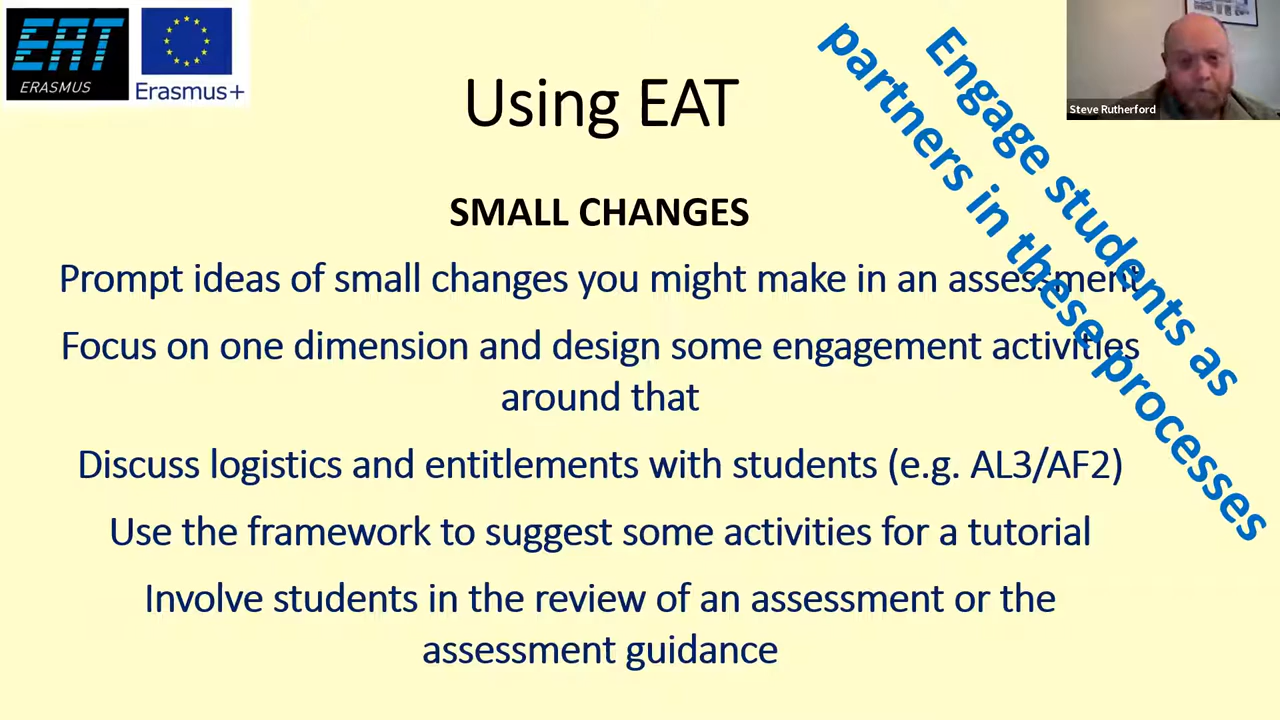 EAT
ERASMUS
Erasmus+
Using EAT
Engage students as
partners in these processes
Steve Rutherford
SMALL CHANGES
Prompt ideas of small changes you might make in an assessment
Focus on one dimension and design some engagement activities
around that
Discuss logistics and entitlements with students (e.g. AL3/AF2)
Use the framework to suggest some activities for a tutorial
Involve students in the review of an assessment or the
assessment guidance